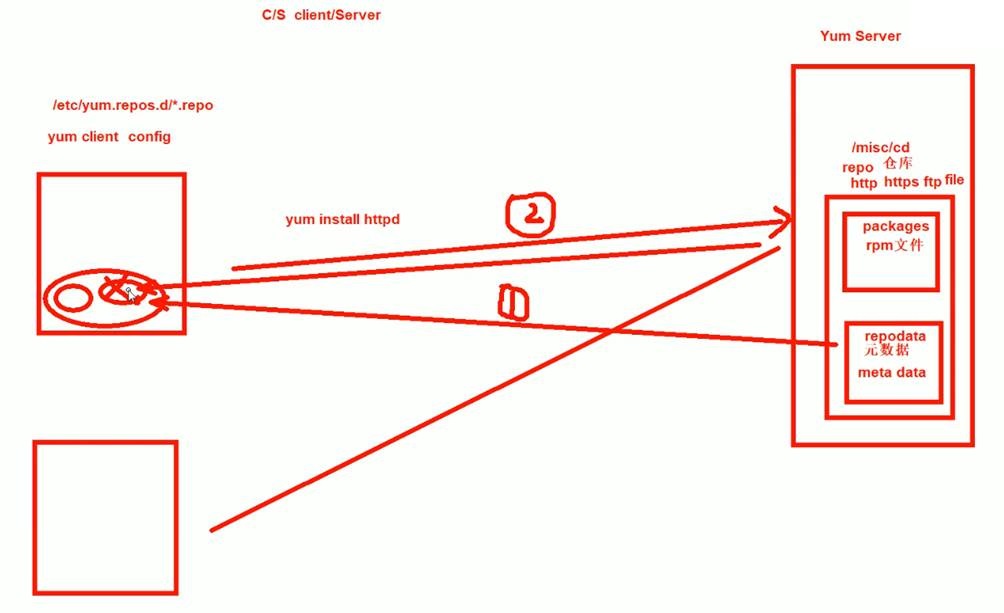 C/S client/Server
Yum Server
/etc/yum.repos.d/*.repo
yum client config
/misc/cd
repo 仓库
http https ftp file
yum install httpd
2
packages
rpm文件
1
repodata
元数据
meta data